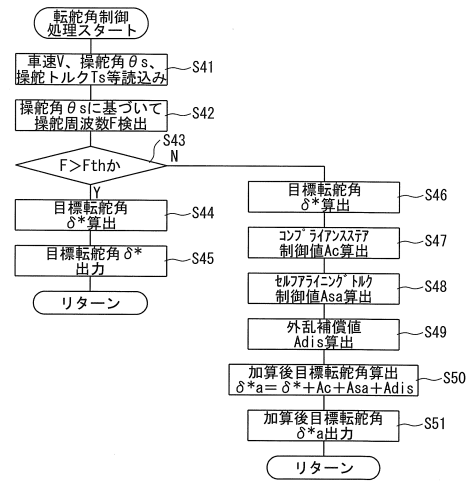 転舵角制御
処理スタート
車速V、操舵角θs、
操舵トルクTs等読込み
S41
操舵角θsに基づいて
操舵周波数F検出
S42
S43
F>Fthか
N
Y
目標転舵角
δ*算出
S44
目標転舵角δ*
出力
S45
リターン
目標転舵角
δ*算出
S46
コンプライアンスステア
制御値Ac算出
S47
セルフアライニングトルク
制御値Asa算出
S48
外乱補償値
Adis算出
S49
加算後目標転舵角算出
δ*a=δ*+Ac+Asa+Adis
S50
加算後目標転舵角
δ*a出力
S51
リターン